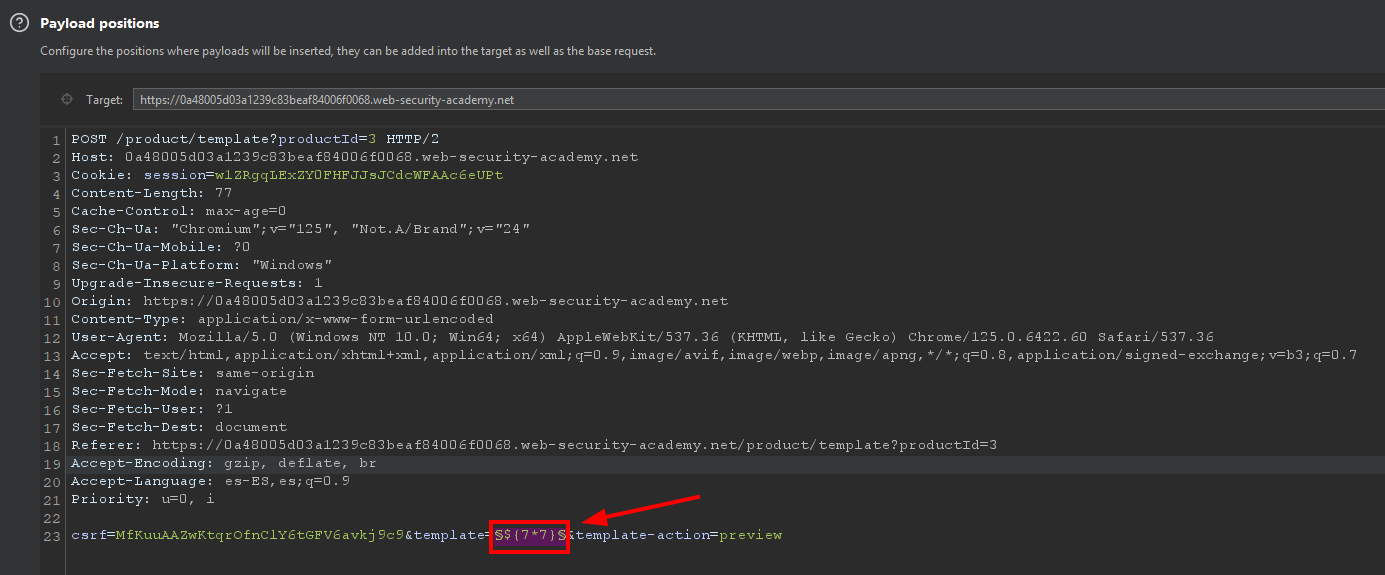 Payload positions
Configure the positions where payloads will be inserted, they can be added into the target as well as the base request.
Target: https://0a48005d03a1239c83beaf84006f0068.web-security-academy.net
1 POST /product/template?productId=3 HTTP/2
2 Host: 0a48005d03a1239c83beaf84006f0068.web-security-academy.net
3 Cookie: session=wlZRgqLExZY0FHFJJsJCdcWFAAc6eUPt
4 Content-Length: 77
5 Cache-Control: max-age=0
6 Sec-Ch-Ua: "Chromium";v="125", "Not.A/Brand";v="24"
7 Sec-Ch-Ua-Mobile: ?0
8 Sec-Ch-Ua-Platform: "Windows"
9 Upgrade-Insecure-Requests: 1
10 Origin: https://0a48005d03a1239c83beaf84006f0068.web-security-academy.net
11 Content-Type: application/x-www-form-urlencoded
12 User-Agent: Mozilla/5.0 (Windows NT 10.0; Win64; x64) AppleWebKit/537.36 (KHTML, like Gecko) Chrome/125.0.6422.60 Safari/537.36
13 Accept: text/html,application/xhtml+xml,application/xml;q=0.9,image/avif,image/webp,image/apng,*/*;q=0.8,application/signed-exchange;v=b3;q=0.7
14 Sec-Fetch-Site: same-origin
15 Sec-Fetch-Mode: navigate
16 Sec-Fetch-User: ?1
17 Sec-Fetch-Dest: document
18 Referer: https://0a48005d03a1239c83beaf84006f0068.web-security-academy.net/product/template?productId=3
19 Accept-Encoding: gzip, deflate, br
20 Accept-Language: es-ES,es;q=0.9
21 Priority: u=0, i
22
23 csrf=MfKuuAAZwKtqrOfnClY6tGFV6avkj9c9&template=§${7*7}§&template-action=preview